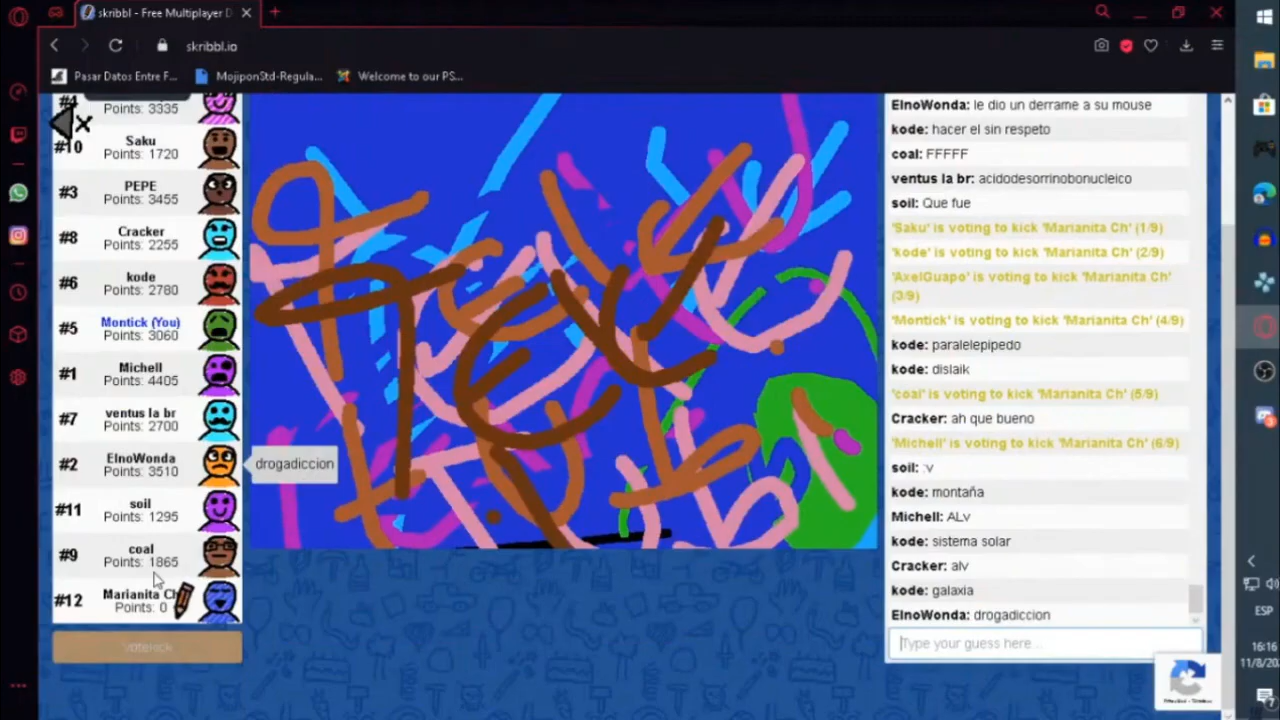 skribbl - Free Multiplayer D
skribbl.io
Pasar Datos Entre F...
MojiponStd-Regula...
Welcome to our PS...
#4
Points: 3335
#10
Saku
Points: 1720
#3
PEPE
Points: 3455
#8
Cracker
Points: 2255
#6
kode
Points: 2780
#5
Montick (You)
Points: 3060
#1
Michell
Points: 4405
#7
ventus la br
Points: 2700
#2
ElnoWonda
Points: 3510
drogadiccion
#11
soil
Points: 1295
#9
coal
Points: 1865
#12
Marianita Ch
Points: 0
Votekick
ElnoWonda: le dio un derrame a su mouse
kode: hacer el sin respeto
coal: FFFFF
ventus la br: acidodesorrinobonucleico
soil: Que fue
'Saku' is voting to kick 'Marianita Ch' (1/9)
'kode' is voting to kick 'Marianita Ch' (2/9)
'AxelGuapo' is voting to kick 'Marianita Ch'
(3/9)
'Montick' is voting to kick 'Marianita Ch' (4/9)
kode: paralelepipedo
kode: dislaik
'coal' is voting to kick 'Marianita Ch' (5/9)
Cracker: ah que bueno
'Michell' is voting to kick 'Marianita Ch' (6/9)
soil: :v
kode: montaña
Michell: ALv
kode: sistema solar
Cracker: alv
kode: galaxia
ElnoWonda: drogadiccion
Type your guess here...
ESP
16:16
11/8/20